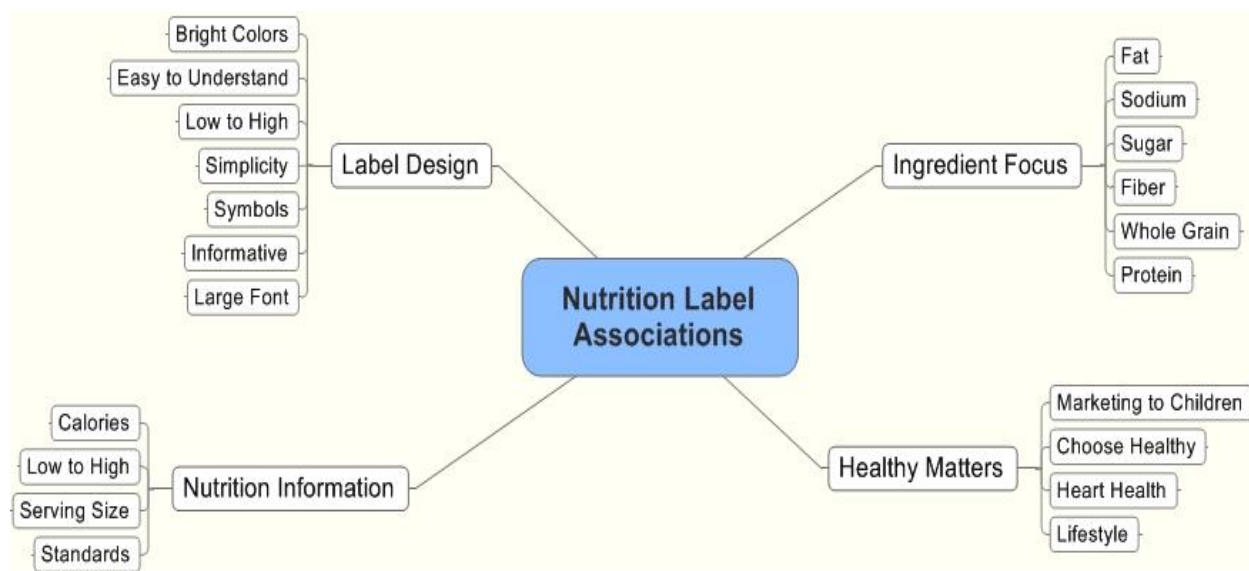 Bright Colors
Easy to Understand
Low to High
Simplicity
Symbols
Informative
Large Font
Label Design
Fat
Sodium
Sugar
Fiber
Whole Grain
Protein
Ingredient Focus
Nutrition Label
Associations
Calories
Low to High
Serving Size
Standards
Nutrition Information
Marketing to Children
Choose Healthy
Heart Health
Lifestyle
Healthy Matters